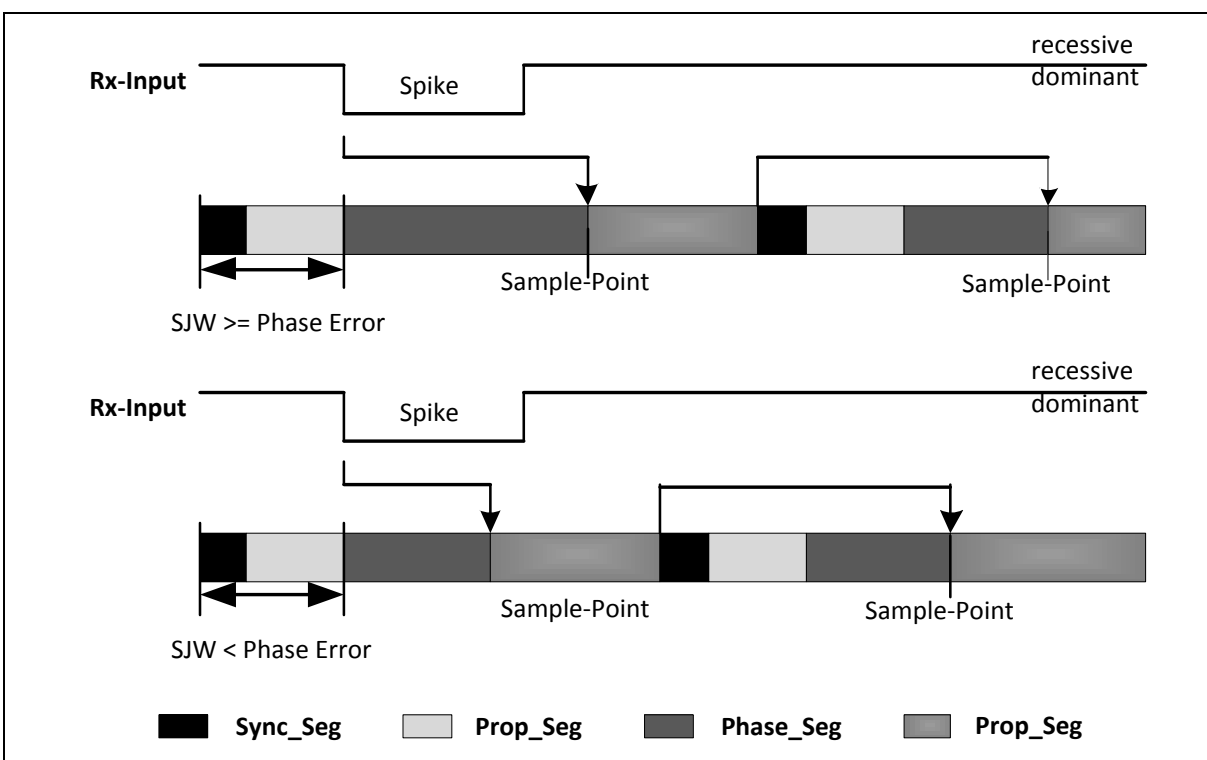 recessive
Rx-Input
Spike
dominant
Sample-Point
Sample-Point
SJW >= Phase Error
recessive
Rx-Input
Spike
dominant
Sample-Point
Sample-Point
SJW < Phase Error
Sync_Seg
Prop_Seg
Phase_Seg
Prop_Seg